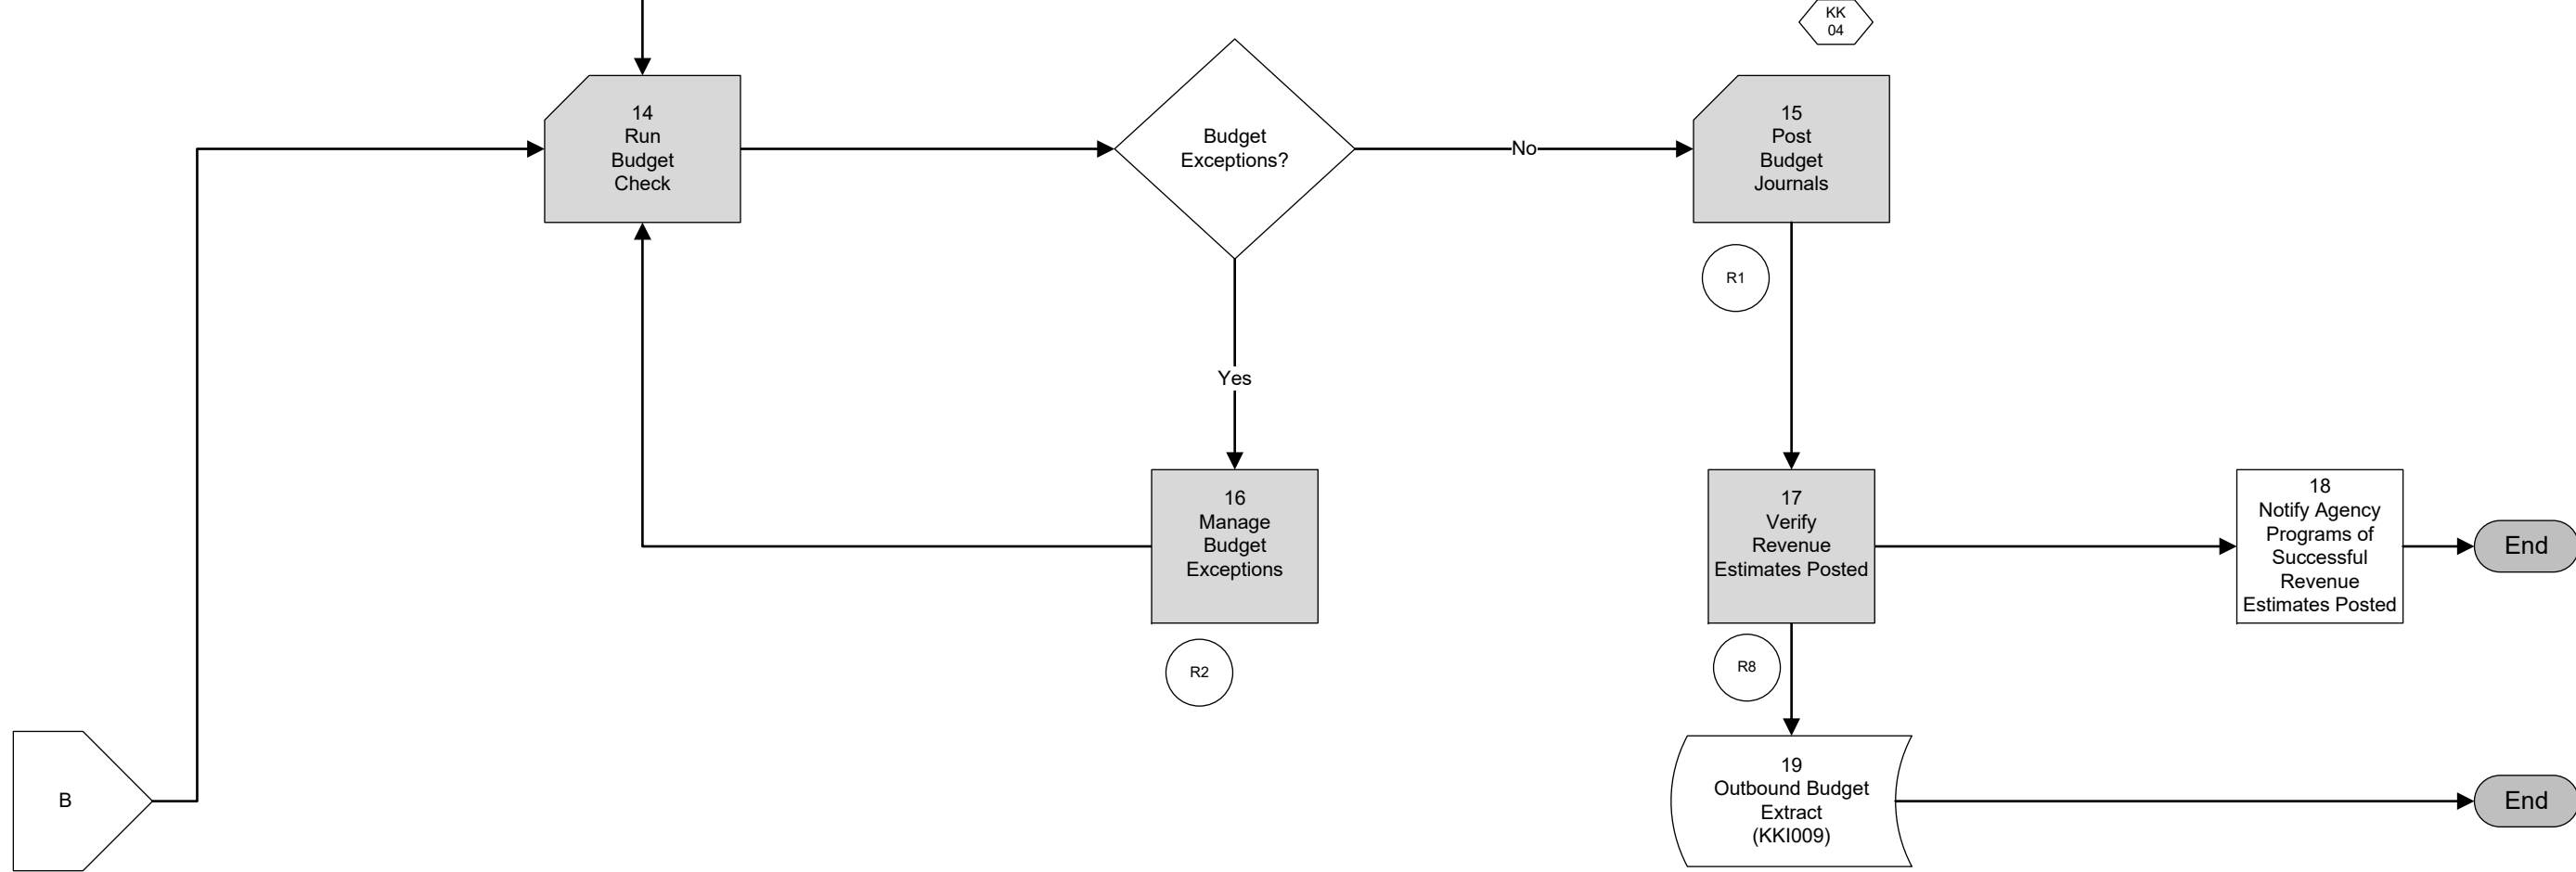 KK
04
14
Run
Budget
Check
Budget
Exceptions?
No
15
Post
Budget
Journals
R1
Yes
16
Manage
Budget
Exceptions
R2
17
Verify
Revenue
Estimates Posted
18
Notify Agency
Programs of
Successful
Revenue
Estimates Posted
End
R8
B
19
Outbound Budget
Extract
(KKI009)
End